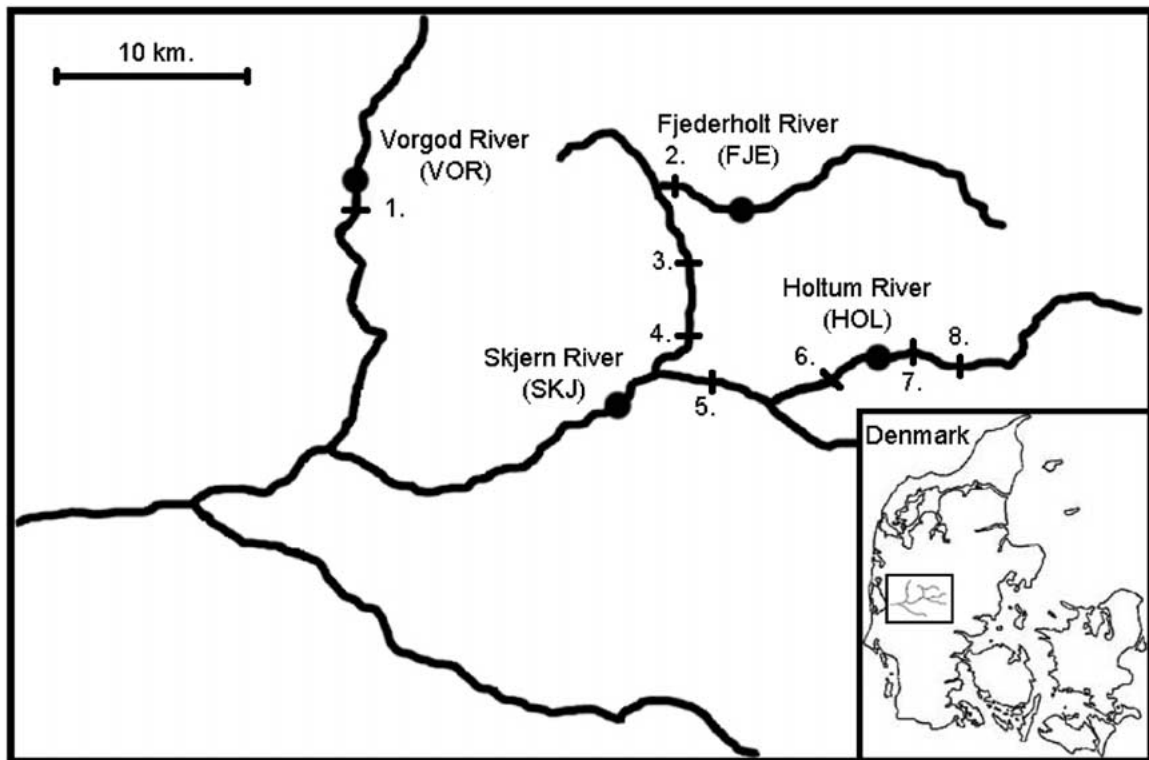 10 km.
Vorgod River
(VOR)
1.
Fjederholt River
(FJE)
2.
3.
4.
Holtum River
(HOL)
Skjern River
(SKJ)
5.
6.
7.
8.
Denmark